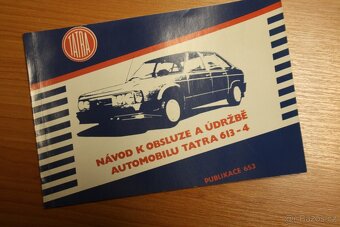 TATRA
NÁVOD K OBSLUZE A ÚDRŽBĚ
AUTOMOBILU TATRA 613-4
PUBLIKACE 653